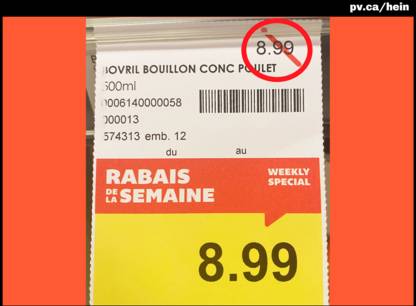 pv.ca/hein
8.99
BOVRIL BOUILLON CONC POULET
500ml
0006140000058
000013
574313 emb. 12
du au
RABAIS
DE LA SEMAINE
WEEKLY
SPECIAL
8.99